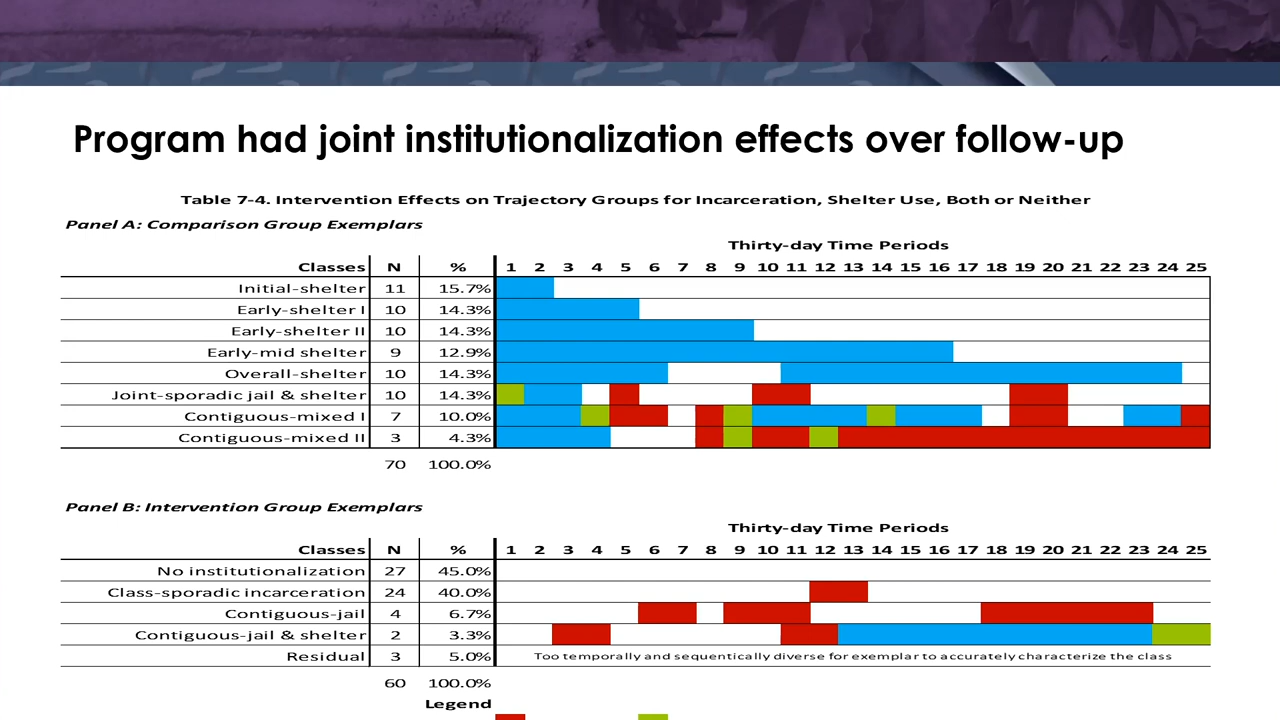 Program had joint institutionalization effects over follow-up
Table 7-4. Intervention Effects on Trajectory Groups for Incarceration, Shelter Use, Both or Neither
Panel A: Comparison Group Exemplars
Thirty-day Time Periods
Classes N % 1 2 3 4 5 6 7 8 9 10 11 12 13 14 15 16 17 18 19 20 21 22 23 24 25
Initial-shelter 11 15.7%
Early-shelter I 10 14.3%
Early-shelter II 10 14.3%
Early-mid shelter 9 12.9%
Overall-shelter 10 14.3%
Joint-sporadic jail & shelter 10 14.3%
Contiguous-mixed I 7 10.0%
Contiguous-mixed II 3 4.3%
70 100.0%
Panel B: Intervention Group Exemplars
Thirty-day Time Periods
Classes N % 1 2 3 4 5 6 7 8 9 10 11 12 13 14 15 16 17 18 19 20 21 22 23 24 25
No institutionalization 27 45.0%
Class-sporadic incarceration 24 40.0%
Contiguous-jail 4 6.7%
Contiguous-jail & shelter 2 3.3%
Residual 3 5.0% Too temporally and sequentically diverse for exemplar to accurately characterize the class
60 100.0%
Legend